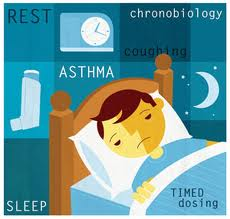 REST
chronobiology
coughing
ASTHMA
SLEEP
TIMED
dosing